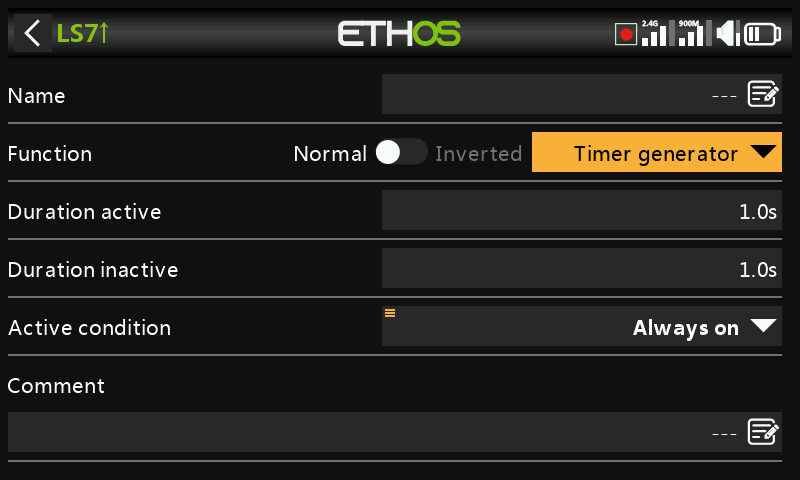 LS7↑ ETHOS 2.4G 900M
Name ---
Function Normal Inverted Timer generator
Duration active 1.0s
Duration inactive 1.0s
Active condition Always on
Comment
---